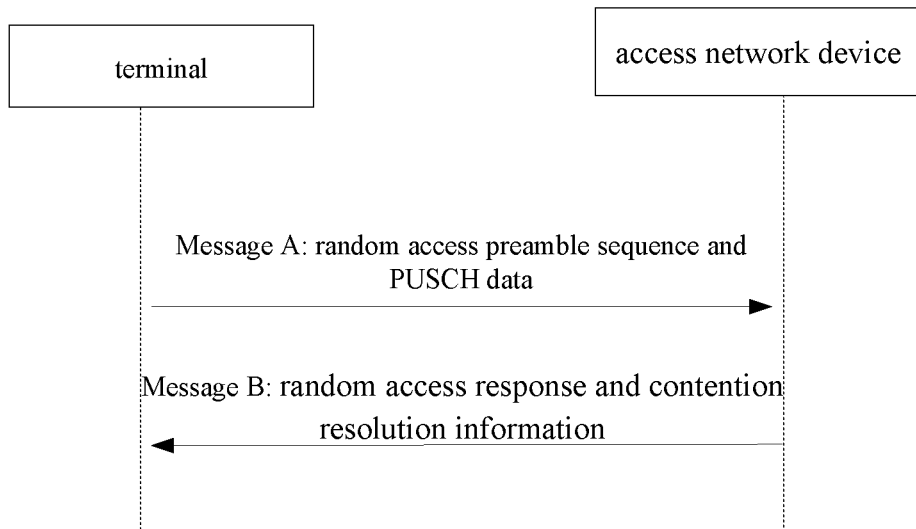 terminal
access network device
Message A: random access preamble sequence and
PUSCH data
Message B: random access response and contention
resolution information